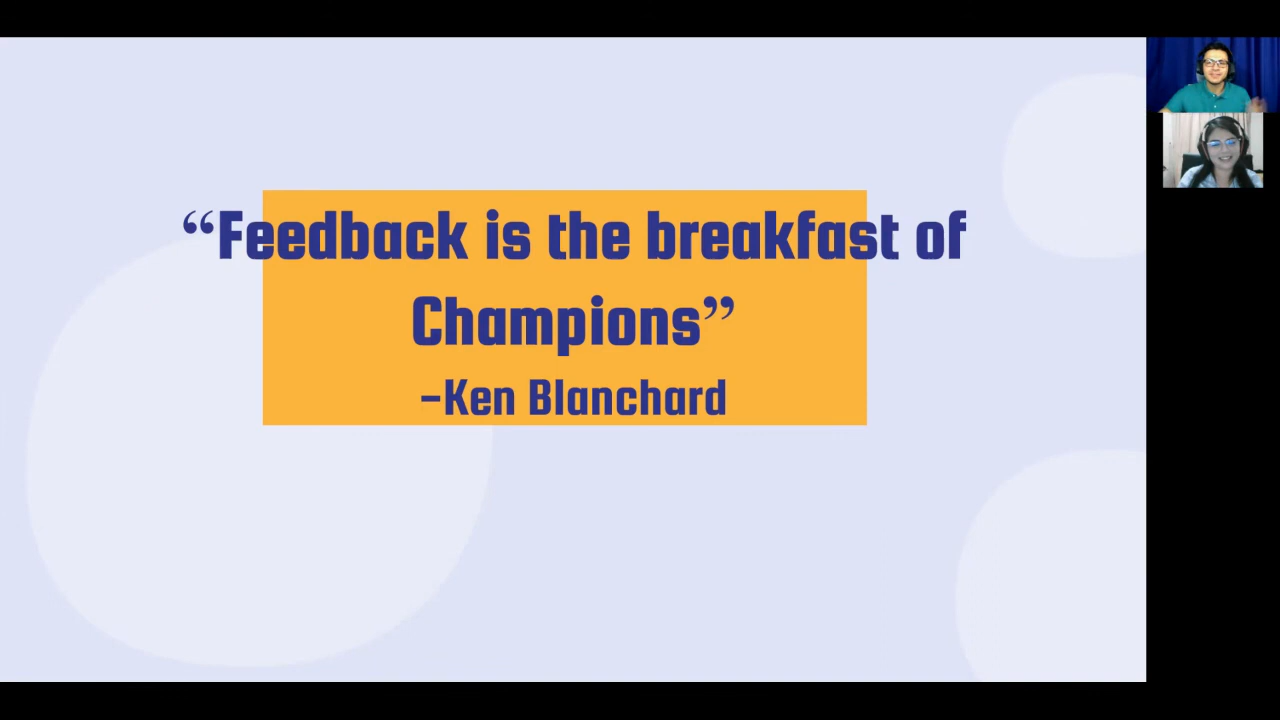 “Feedback is the breakfast of
Champions”
–Ken Blanchard